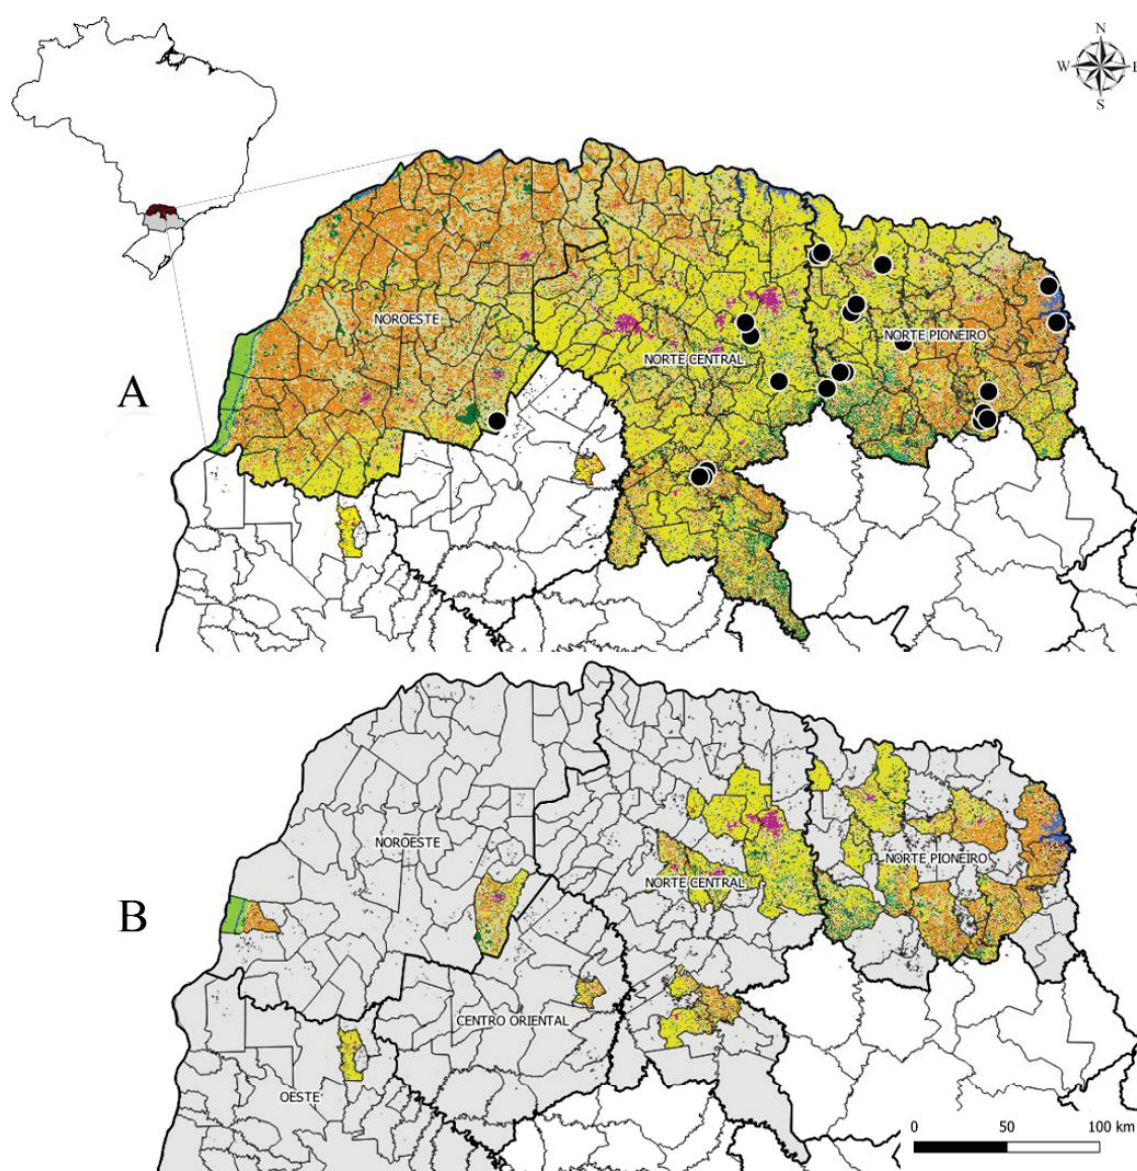 N
W
E
S
NOROESTE
NORTE CENTRAL
NORTE PIONEIRO
A
NOROESTE
NORTE CENTRAL
NORTE PIONEIRO
B
CENTRO ORIENTAL
OESTE
0 50 100 km